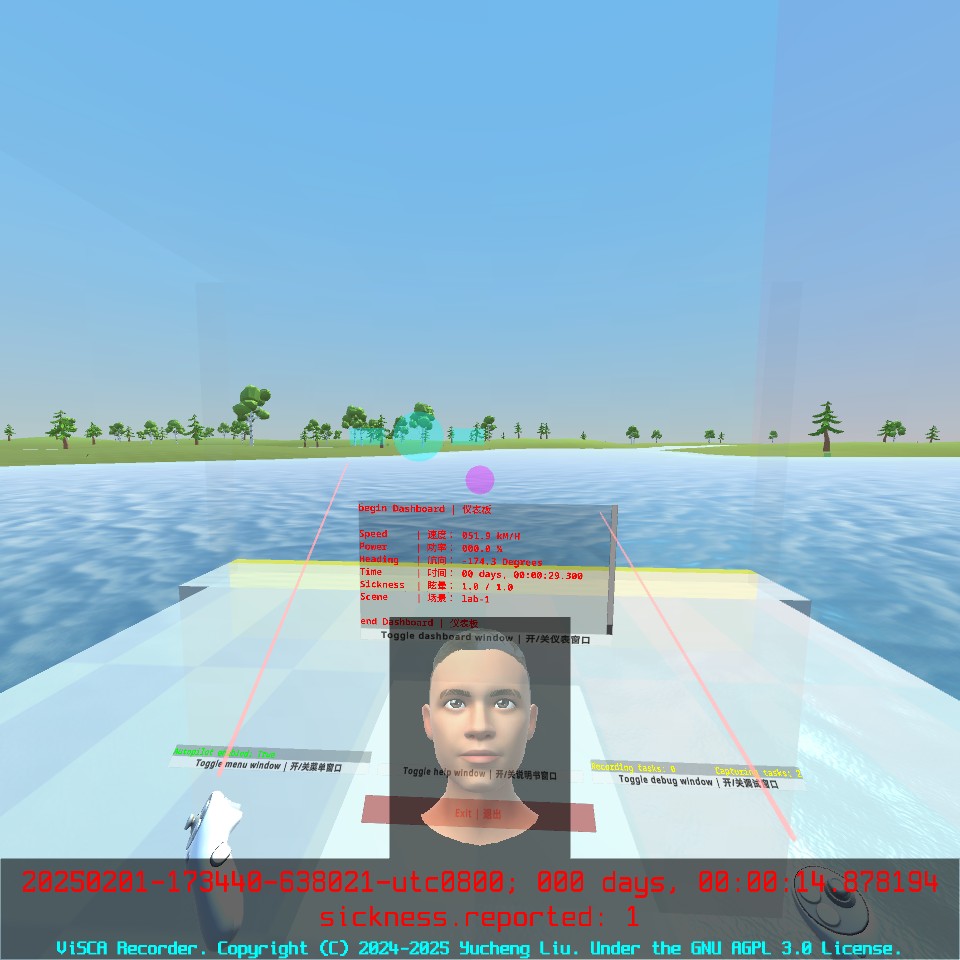 begin Dashboard | 仪表板
Speed | 速度： 051.9 kM/H
Power | 功率： 000.0 %
Heading | 航向： -174.3 Degrees
Time | 时间： 00 days, 00:00:29.300
Sickness | 眩晕： 1.0 / 1.0
Scene | 场景： lab-1
end Dashboard | 仪表板
Toggle dashboard window | 开/关仪表窗口
Autopilot enabled: True
Toggle menu window | 开/关菜单窗口
Toggle help window | 开/关说明书窗口
Recording tasks: 0 Capturing tasks: 2
Toggle debug window | 开/关调试窗口
Exit | 退出
20250201-173440-638021-utc0800; 000 days, 00:00:14.878194
sickness.reported: 1
ViSCA Recorder. Copyright (C) 2024-2025 Yucheng Liu. Under the GNU AGPL 3.0 License.